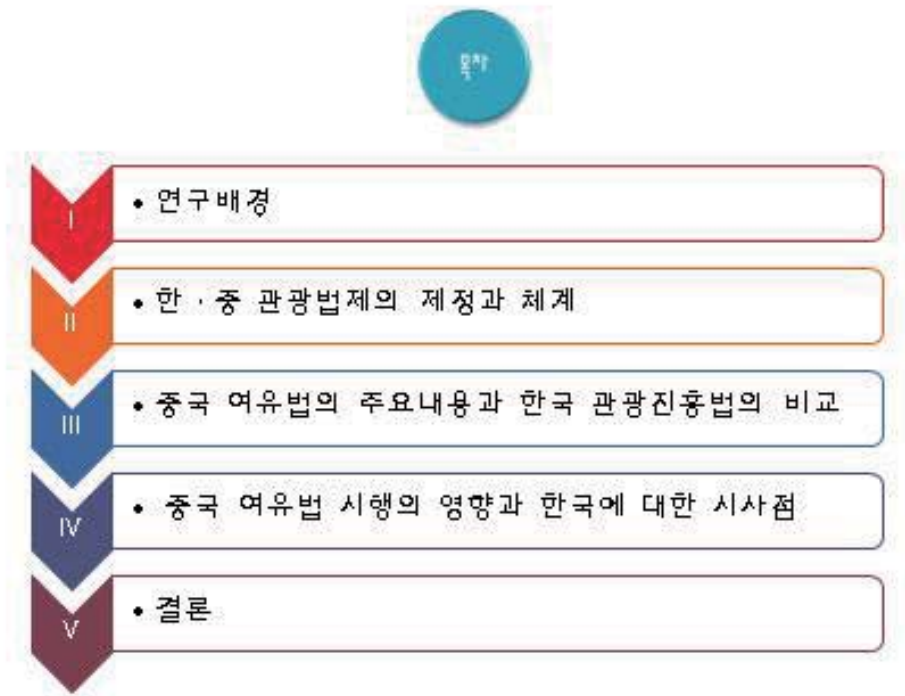 목차
I
• 연구배경
II
• 한·중 관광법제의 제정과 체계
III
• 중국 여유법의 주요내용과 한국 관광진흥법의 비교
IV
• 중국 여유법 시행의 영향과 한국에 대한 시사점
V
• 결론